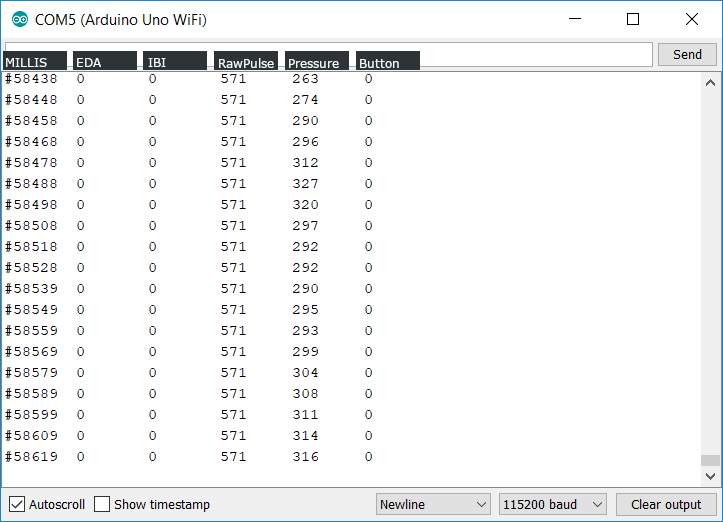 COM5 (Arduino Uno WiFi)
Send
MILLIS EDA IBI RawPulse Pressure Button
#58438 0 0 571 263 0
#58448 0 0 571 274 0
#58458 0 0 571 290 0
#58468 0 0 571 296 0
#58478 0 0 571 312 0
#58488 0 0 571 327 0
#58498 0 0 571 320 0
#58508 0 0 571 297 0
#58518 0 0 571 292 0
#58528 0 0 571 292 0
#58539 0 0 571 290 0
#58549 0 0 571 295 0
#58559 0 0 571 293 0
#58569 0 0 571 299 0
#58579 0 0 571 304 0
#58589 0 0 571 308 0
#58599 0 0 571 311 0
#58609 0 0 571 314 0
#58619 0 0 571 316 0
Autoscroll Show timestamp Newline 115200 baud Clear output